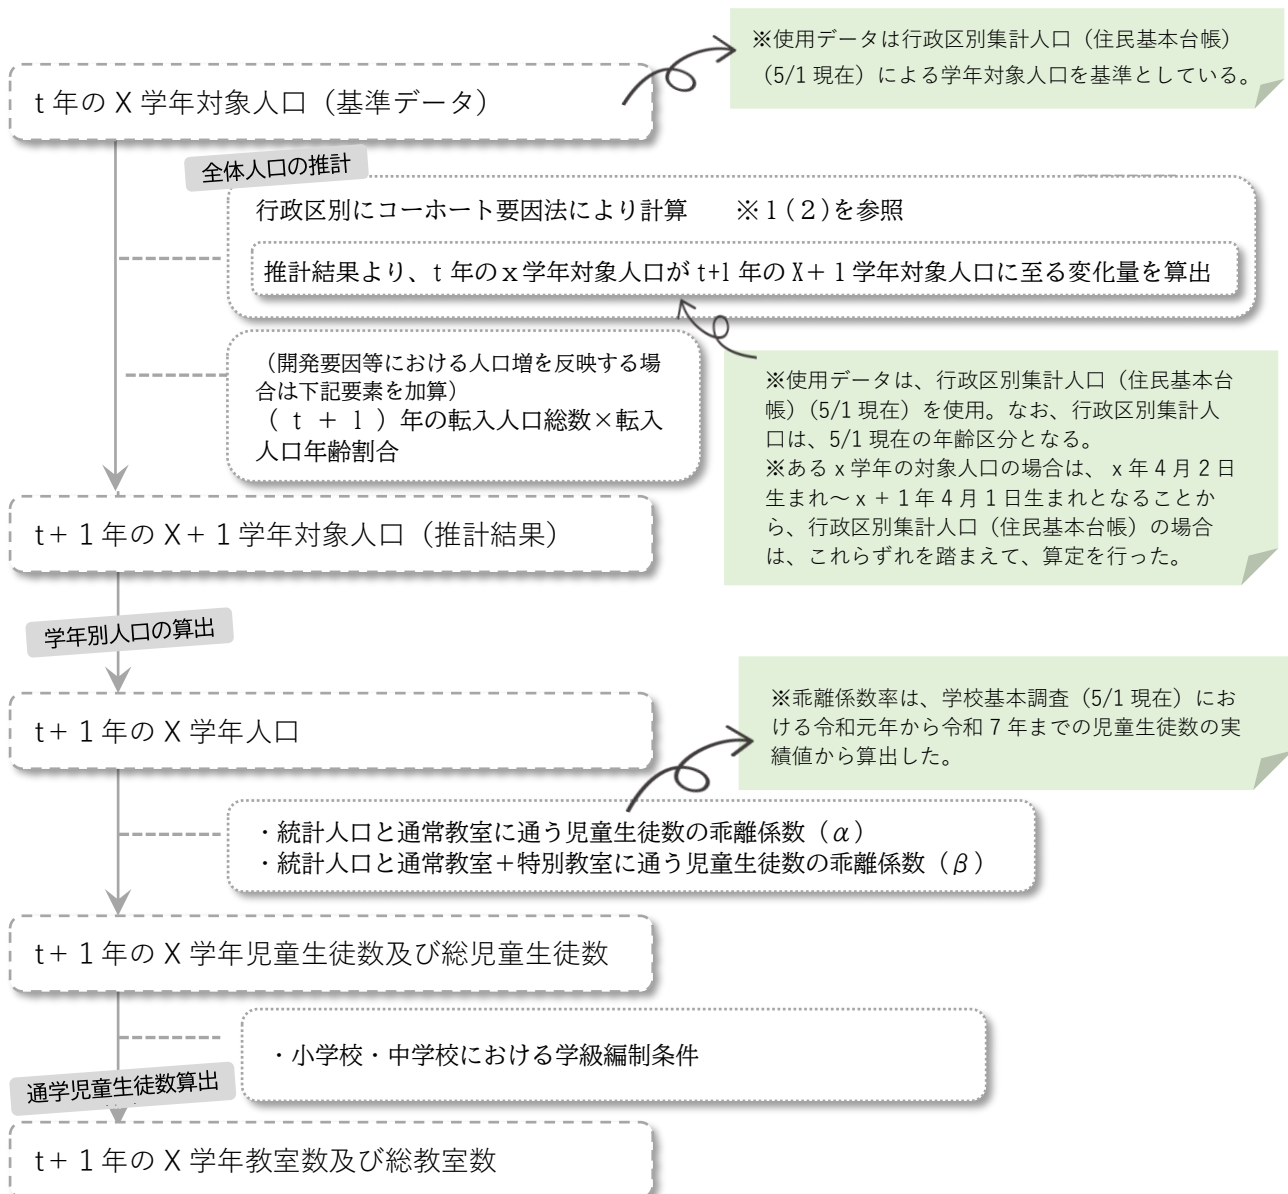 ※使用データは行政区別集計人口（住民基本台帳）
（5/1 現在）による学年対象人口を基準としている。
t 年の X 学年対象人口（基準データ）
全体人口の推計
行政区別にコーホート要因法により計算　※１(２)を参照
推計結果より、t 年のｘ学年対象人口が t+1 年の X＋１学年対象人口に至る変化量を算出
（開発要因等における人口増を反映する場
合は下記要素を加算）
（ ｔ ＋ １ ）年の転入人口総数×転入
人口年齢割合
※使用データは、行政区別集計人口（住民基本台
帳）(5/1 現在）を使用。なお、行政区別集計人
口は、5/1 現在の年齢区分となる。
※ある x 学年の対象人口の場合は、ｘ年 4 月 2 日
生まれ～ｘ＋１年 4 月 1 日生まれとなることか
ら、行政区別集計人口（住民基本台帳）の場合
は、これらずれを踏まえて、算定を行った。
t＋１年の X＋１学年対象人口（推計結果）
学年別人口の算出
t＋１年の X 学年人口
※乖離係数率は、学校基本調査（5/1 現在）にお
ける令和元年から令和 7 年までの児童生徒数の実
績値から算出した。
・統計人口と通常教室に通う児童生徒数の乖離係数（α）
・統計人口と通常教室＋特別教室に通う児童生徒数の乖離係数（β）
t＋１年の X 学年児童生徒数及び総児童生徒数
・小学校・中学校における学級編制条件
通学児童生徒数算出
t＋１年の X 学年教室数及び総教室数